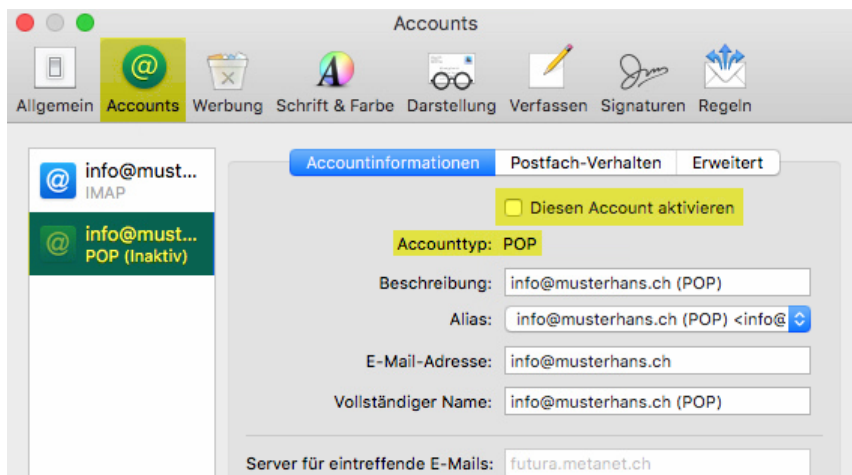 Accounts
Allgemein Accounts Werbung Schrift & Farbe Darstellung Verfassen Signaturen Regeln
info@must...
IMAP
info@must...
POP (Inaktiv)
Accountinformationen Postfach-Verhalten Erweitert
Diesen Account aktivieren
Accounttyp: POP
Beschreibung: info@musterhans.ch (POP)
Alias: info@musterhans.ch (POP) <info@
E-Mail-Adresse: info@musterhans.ch
Vollständiger Name: info@musterhans.ch (POP)
Server für eintreffende E-Mails: futura.metanet.ch